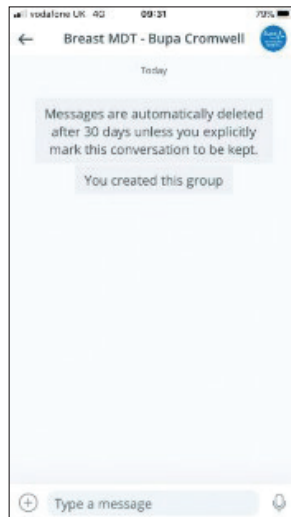 vodafone UK 4G 09:31 79%
Breast MDT - Bupa Cromwell
Today
Messages are automatically deleted
after 30 days unless you explicitly
mark this conversation to be kept.
You created this group
Type a message